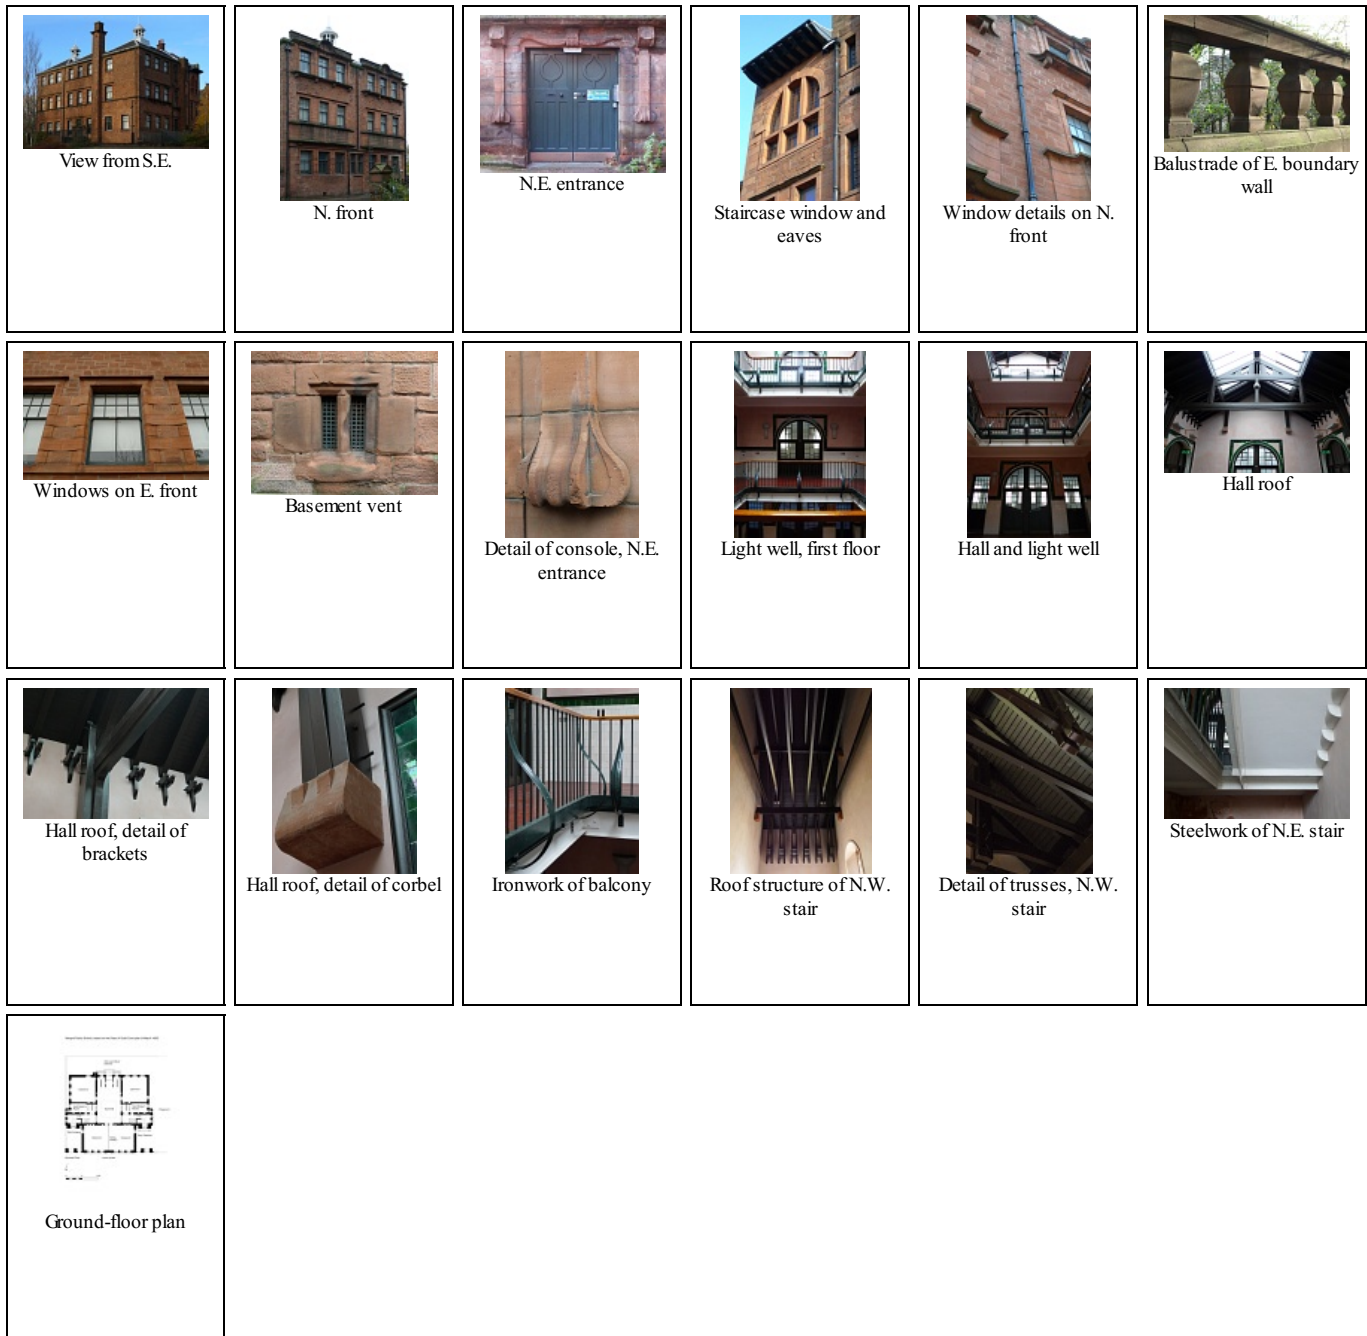 View from S.E.
N. front
N.E. entrance
Staircase window and
eaves
Window details on N.
front
Balustrade of E. boundary
wall
Windows on E. front
Basement vent
Detail of console, N.E.
entrance
Light well, first floor
Hall and light well
Hall roof
Hall roof, detail of
brackets
Hall roof, detail of corbel
Ironwork of balcony
Roof structure of N.W.
stair
Detail of trusses, N.W.
stair
Steelwork of N.E. stair
Ground-floor plan